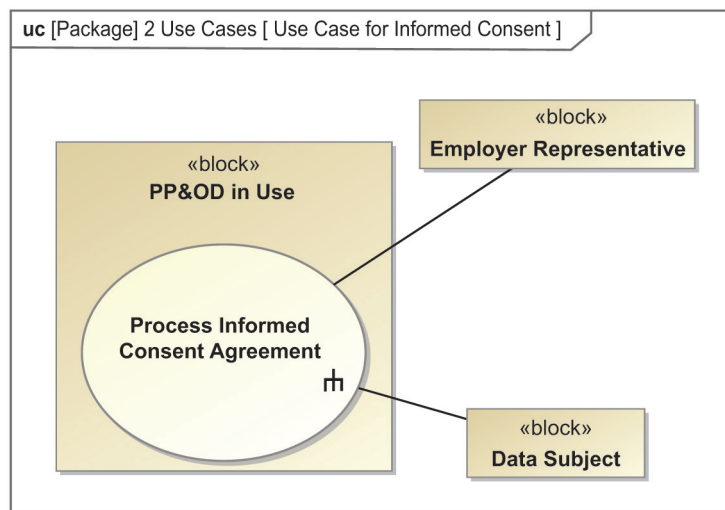 uc [Package] 2 Use Cases [ Use Case for Informed Consent ]
«block»
Employer Representative
«block»
PP&OD in Use
Process Informed
Consent Agreement
«block»
Data Subject